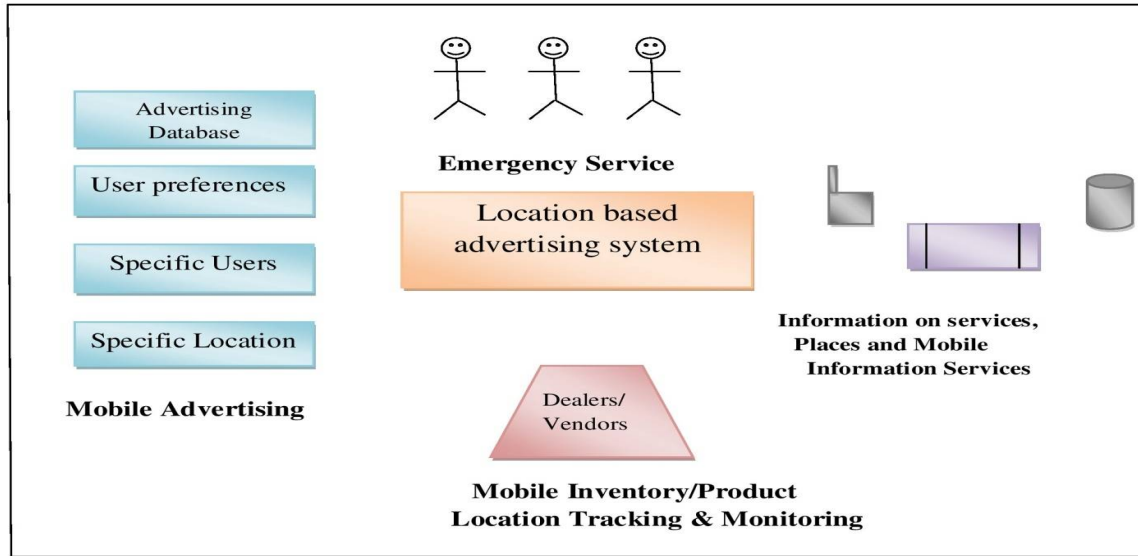 Advertising
Database
User preferences
Specific Users
Specific Location
Mobile Advertising
Emergency Service
Location based
advertising system
Dealers/
Vendors
Mobile Inventory/Product
Location Tracking & Monitoring
Information on services,
Places and Mobile
Information Services